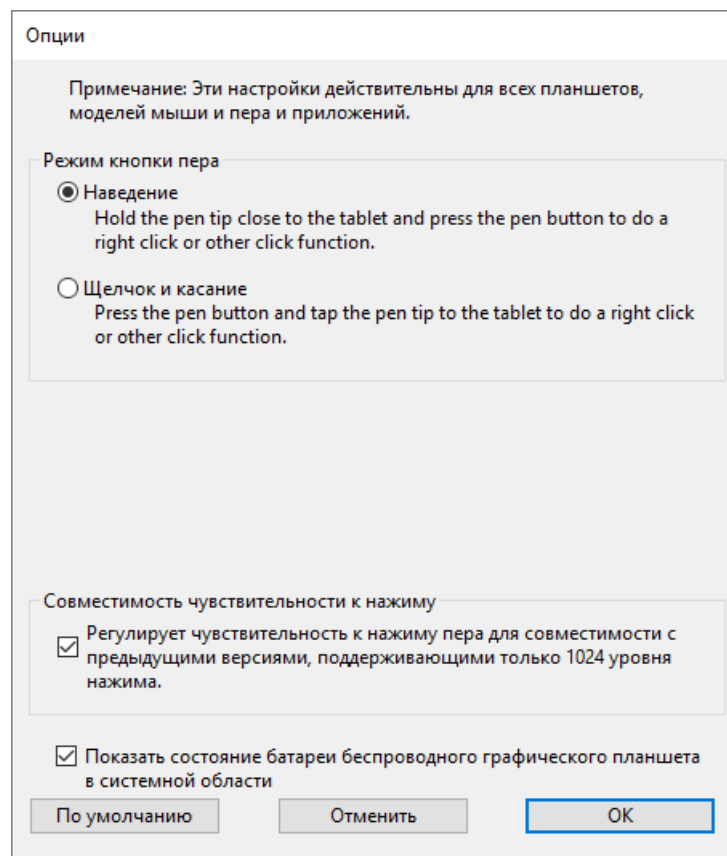 Опции
Примечание: Эти настройки действительны для всех планшетов,
моделей мыши и пера и приложений.
Режим кнопки пера
Наведение
Hold the pen tip close to the tablet and press the pen button to do a
right click or other click function.
Щелчок и касание
Press the pen button and tap the pen tip to the tablet to do a right click
or other click function.
Совместимость чувствительности к нажиму
Регулирует чувствительность к нажиму пера для совместимости с
предыдущими версиями, поддерживающими только 1024 уровня
нажима.
Показать состояние батареи беспроводного графического планшета
в системной области
По умолчанию
Отменить
ОК